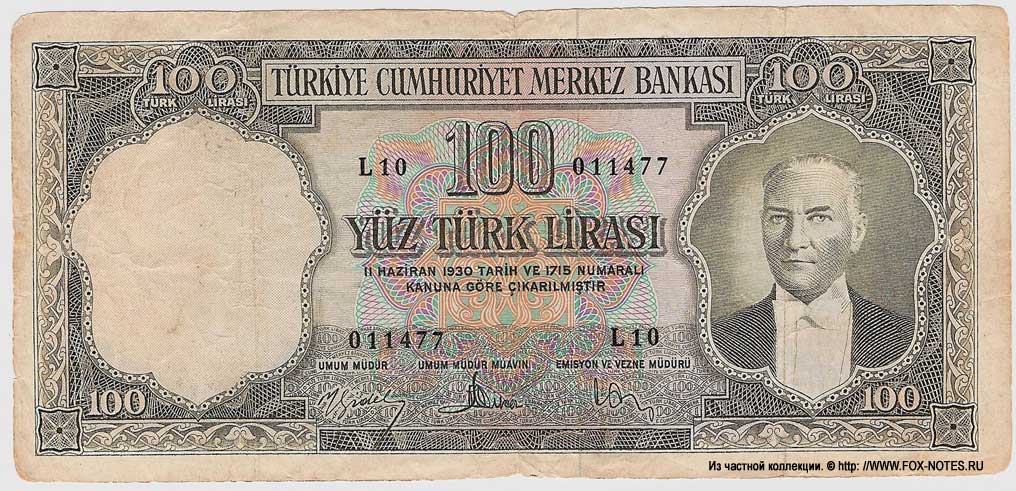 100 TÜRK LİRASI
TÜRKİYE CUMHURİYET MERKEZ BANKASI
100 TÜRK LİRASI
L 10 100 011477
YÜZ TÜRK LİRASI
11 HAZİRAN 1930 TARİH VE 1715 NUMARALI
KANUNA GÖRE ÇIKARILMIŞTIR
011477 L 10
UMUM MÜDÜR UMUM MÜDÜR MUAVİNİ EMİSYON VE VEZNE MÜDÜRÜ
100 100
Из частной коллекции. © http: //WWW.FOX-NOTES.RU